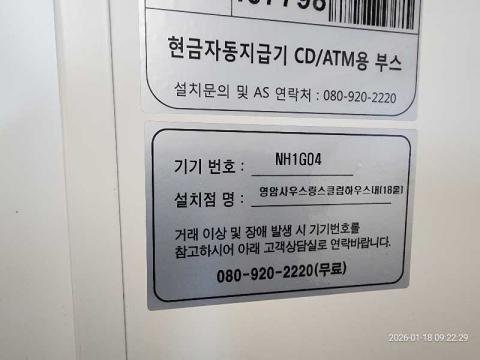 현금자동지급기 CD/ATM용 부스
설치문의 및 AS 연락처 : 080-920-2220
기기 번호 : NH1G04
설치점 명 : 영암사우스링스클럽하우스내(18홀)
거래 이상 및 장애 발생 시 기기번호를
참고하시어 아래 고객상담실로 연락바랍니다.
080-920-2220(무료)
2026-01-18 09:22:29